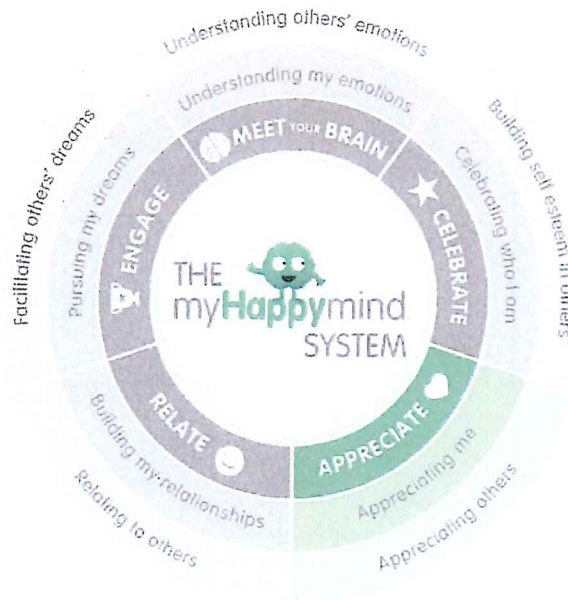 Understanding others' emotions
Understanding my emotions
MEET YOUR BRAIN
Building self esteem in others
Celebrating who I am
CELEBRATE
Facilitating others' dreams
Pursuing my dreams
ENGAGE
THE
myHappymind
SYSTEM
APPRECIATE
Appreciating me
Appreciating others
RELATE
Building my relationships
Relating to others